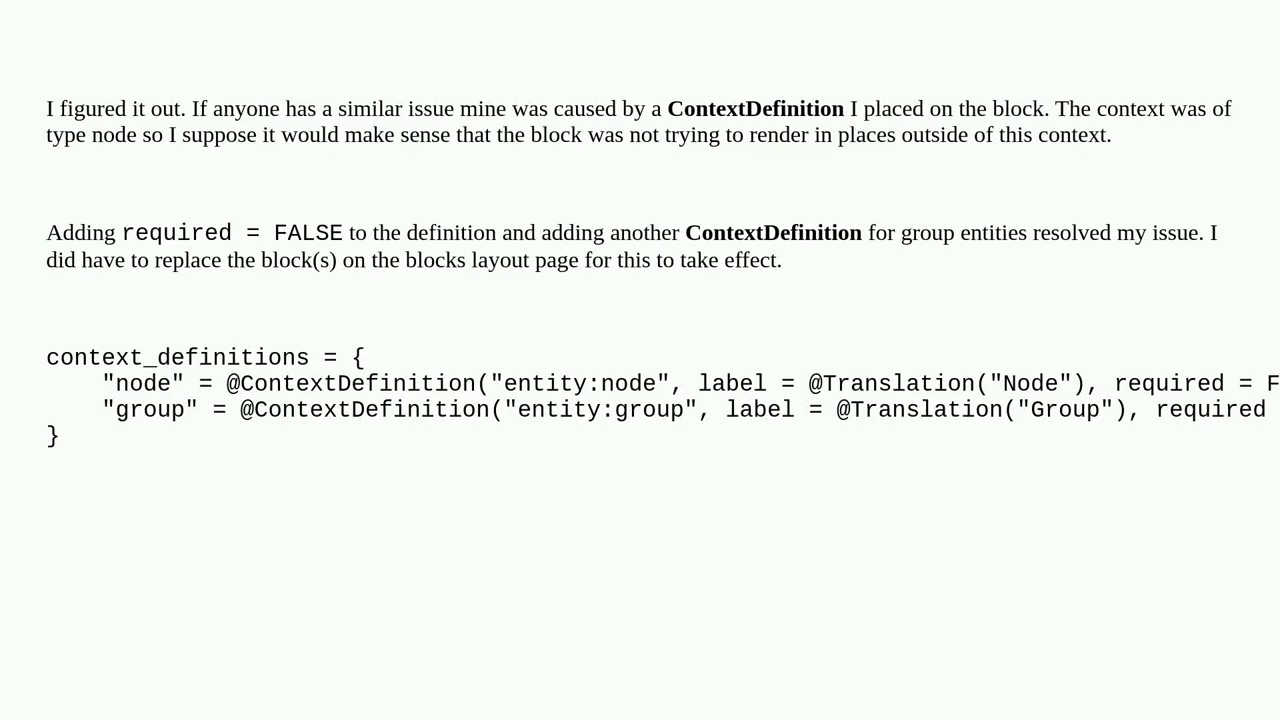 I figured it out. If anyone has a similar issue mine was caused by a ContextDefinition I placed on the block. The context was of
type node so I suppose it would make sense that the block was not trying to render in places outside of this context.
Adding required = FALSE to the definition and adding another ContextDefinition for group entities resolved my issue. I
did have to replace the block(s) on the blocks layout page for this to take effect.
context_definitions = {
    "node" = @ContextDefinition("entity:node", label = @Translation("Node"), required = F
    "group" = @ContextDefinition("entity:group", label = @Translation("Group"), required
}